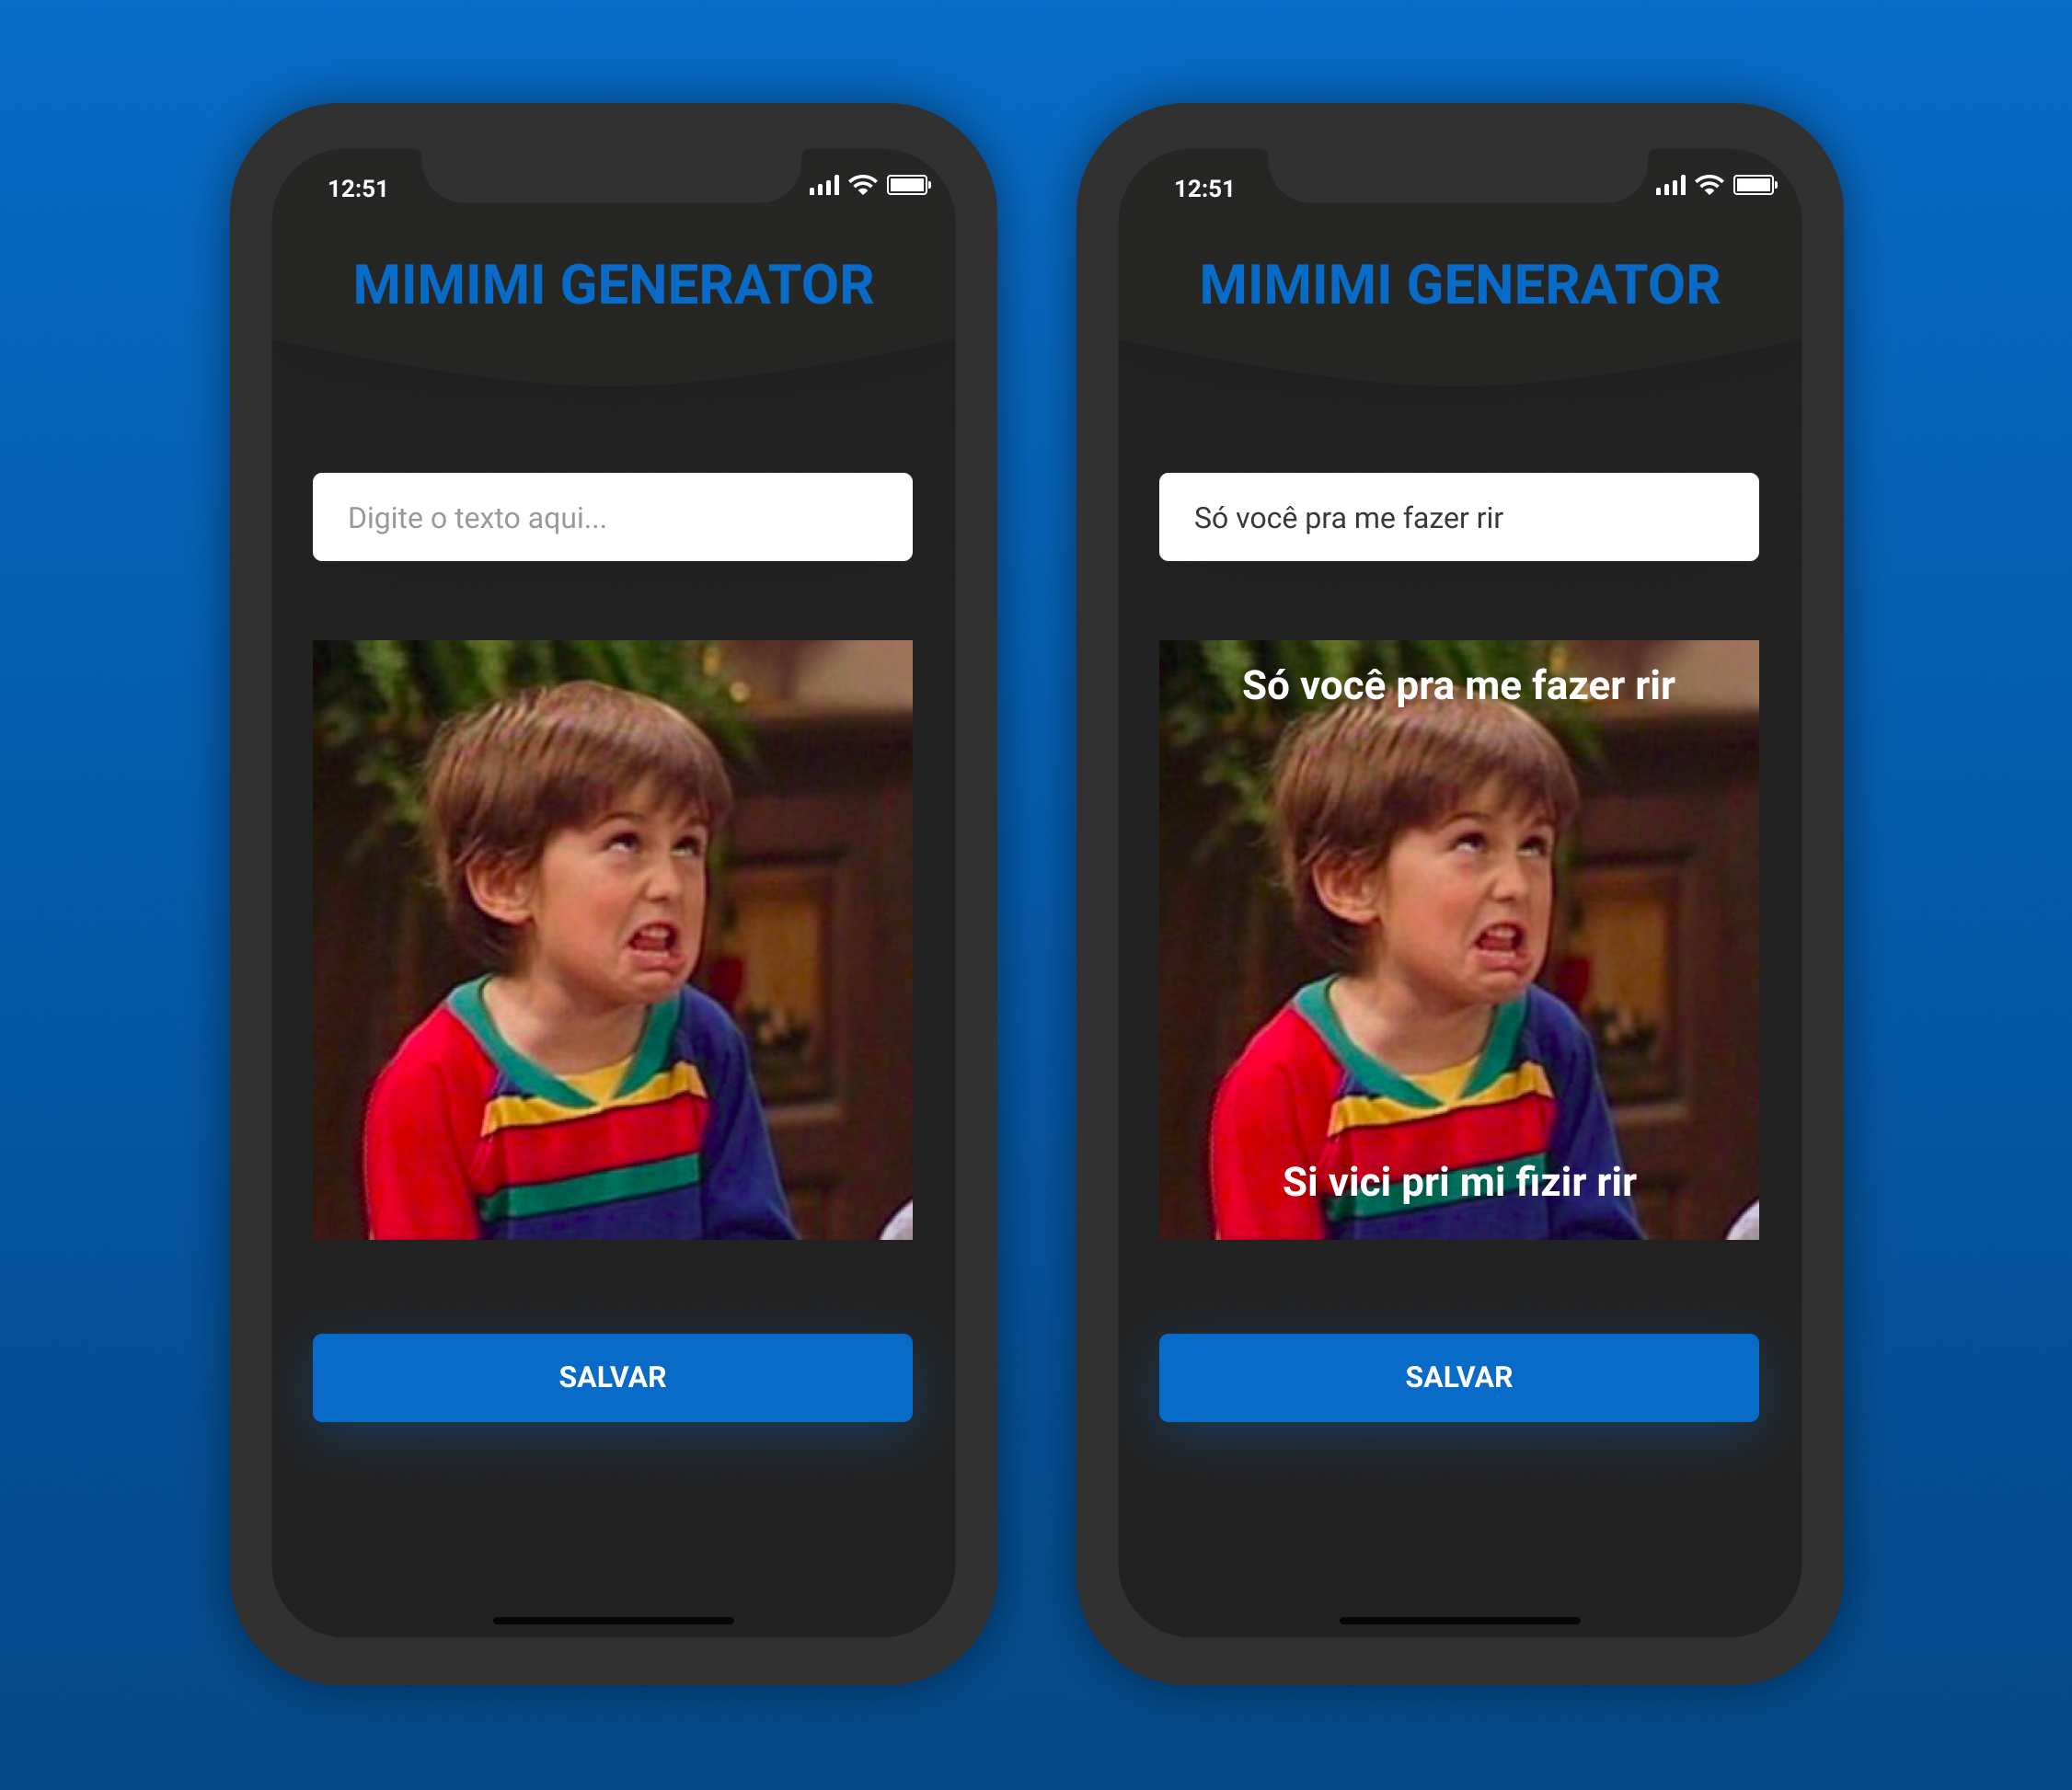 12:51
MIMIMI GENERATOR
Digite o texto aqui...
SALVAR
12:51
MIMIMI GENERATOR
Só você pra me fazer rir
Só você pra me fazer rir
Si vici pri mi fizir rir
SALVAR